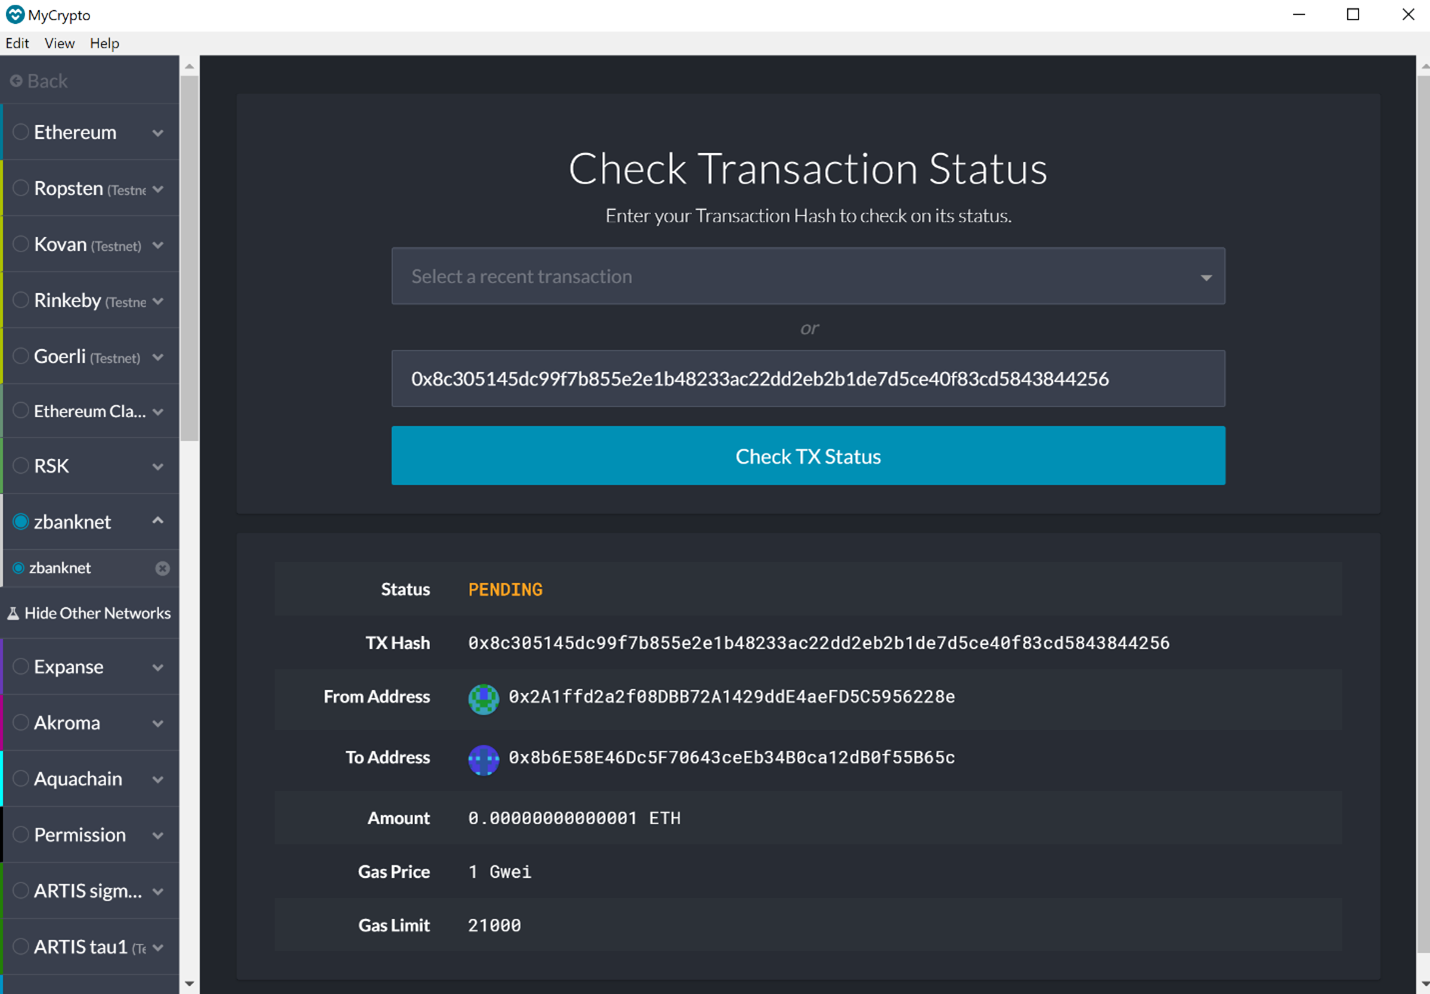 MyCrypto
Edit View Help
Back
Ethereum
Ropsten (Testne
Kovan (Testnet)
Rinkeby (Testne
Goerli (Testnet)
Ethereum Cla...
RSK
zbanknet
zbanknet
Hide Other Networks
Expanse
Akroma
Aquachain
Permission
ARTIS sigm...
ARTIS tau1 (Te
Check Transaction Status
Enter your Transaction Hash to check on its status.
Select a recent transaction
or
0x8c305145dc99f7b855e2e1b48233ac22dd2eb2b1de7d5ce40f83cd5843844256
Check TX Status
Status PENDING
TX Hash 0x8c305145dc99f7b855e2e1b48233ac22dd2eb2b1de7d5ce40f83cd5843844256
From Address 0x2A1ffd2a2f08DBB72A1429ddE4aeFD5C5956228e
To Address 0x8b6E58E46Dc5F70643ceEb34B0ca12dB0f55B65c
Amount 0.00000000000001 ETH
Gas Price 1 Gwei
Gas Limit 21000